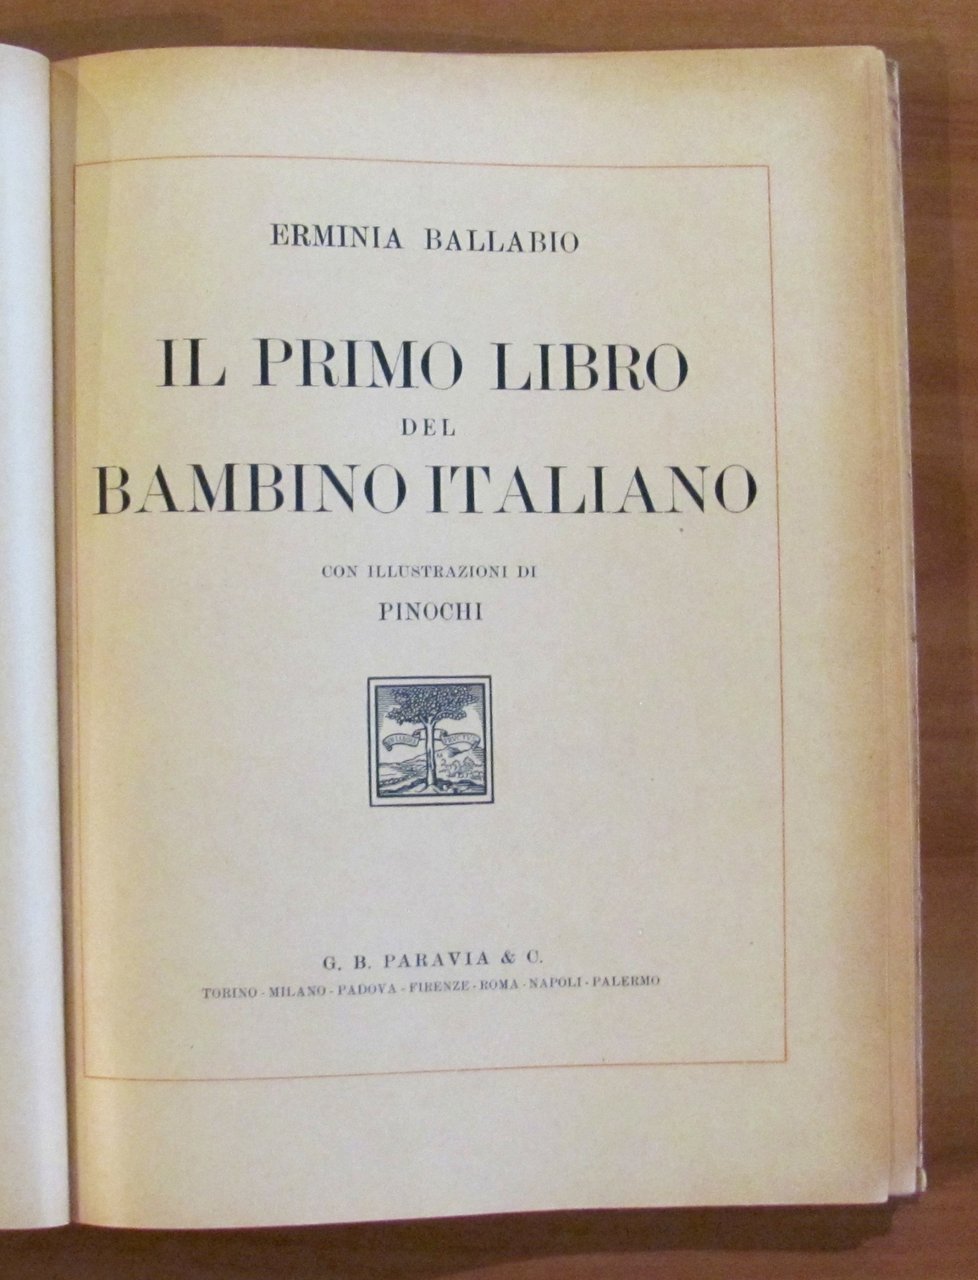 ERMINIA BALLABIO
IL PRIMO LIBRO
DEL
BAMBINO ITALIANO
CON ILLUSTRAZIONI DI
PINOCHI
G. B. PARAVIA & C.
TORINO - MILANO - PADOVA - FIRENZE - ROMA - NAPOLI - PALERMO